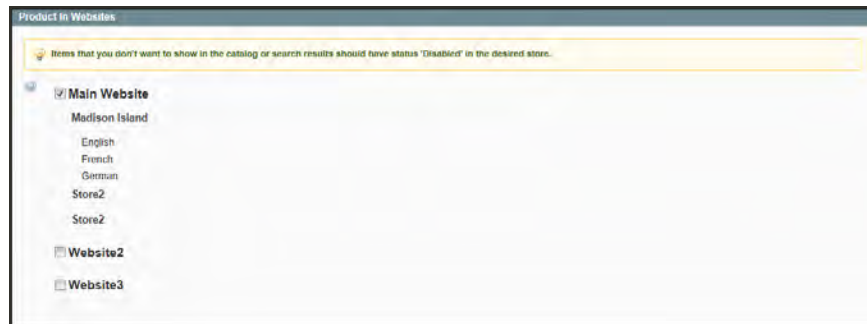 Product In Websites
Items that you don't want to show in the catalog or search results should have status 'Disabled' in the desired store.
Main Website
Madison Island
English
French
German
Store2
Store2
Website2
Website3